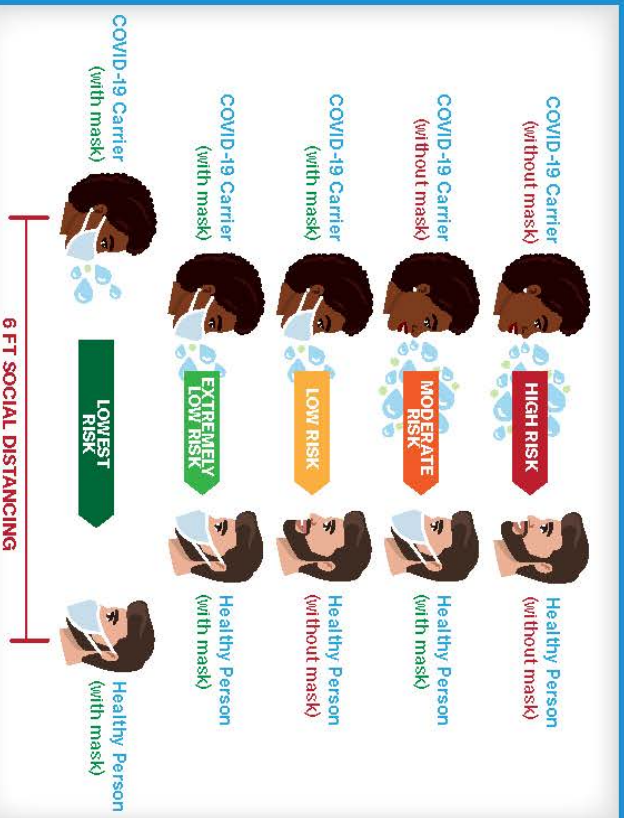 COVID-19 Carrier
(without mask)
HIGH RISK
Healthy Person
(without mask)
COVID-19 Carrier
(without mask)
MODERATE
RISK
Healthy Person
(with mask)
COVID-19 Carrier
(with mask)
LOW RISK
Healthy Person
(without mask)
COVID-19 Carrier
(with mask)
EXTREMELY
LOW RISK
Healthy Person
(with mask)
COVID-19 Carrier
(with mask)
LOWEST
RISK
Healthy Person
(with mask)
6 FT SOCIAL DISTANCING